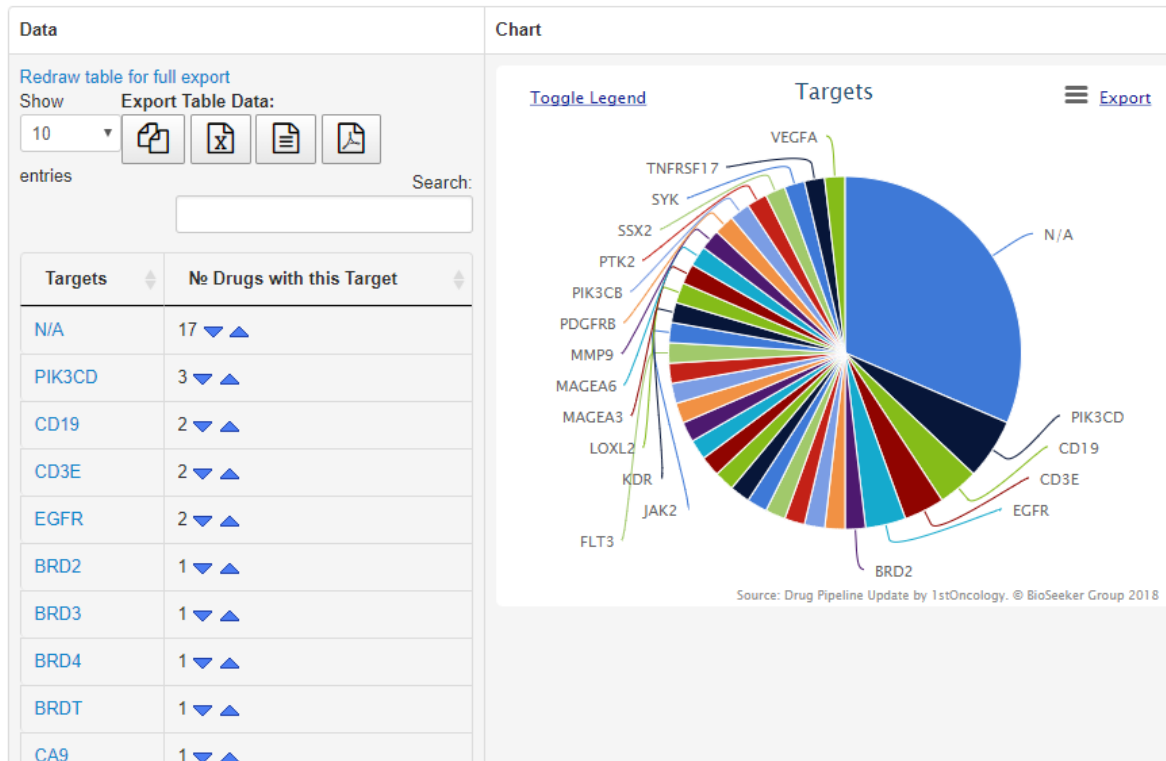 Data
Redraw table for full export
Show
Export Table Data:
10
entries
Search:
Targets
№ Drugs with this Target
N/A
17
PIK3CD
3
CD19
2
CD3E
2
EGFR
2
BRD2
1
BRD3
1
BRD4
1
BRDT
1
CA9
1
Chart
Toggle Legend
Targets
Export
VEGFA
TNFRSF17
SYK
SSX2
PTK2
PIK3CB
PDGFRB
MMP9
MAGEA6
MAGEA3
LOXL2
KDR
JAK2
FLT3
N/A
PIK3CD
CD19
CD3E
EGFR
BRD2
Source: Drug Pipeline Update by 1stOncology. © BioSeeker Group 2018